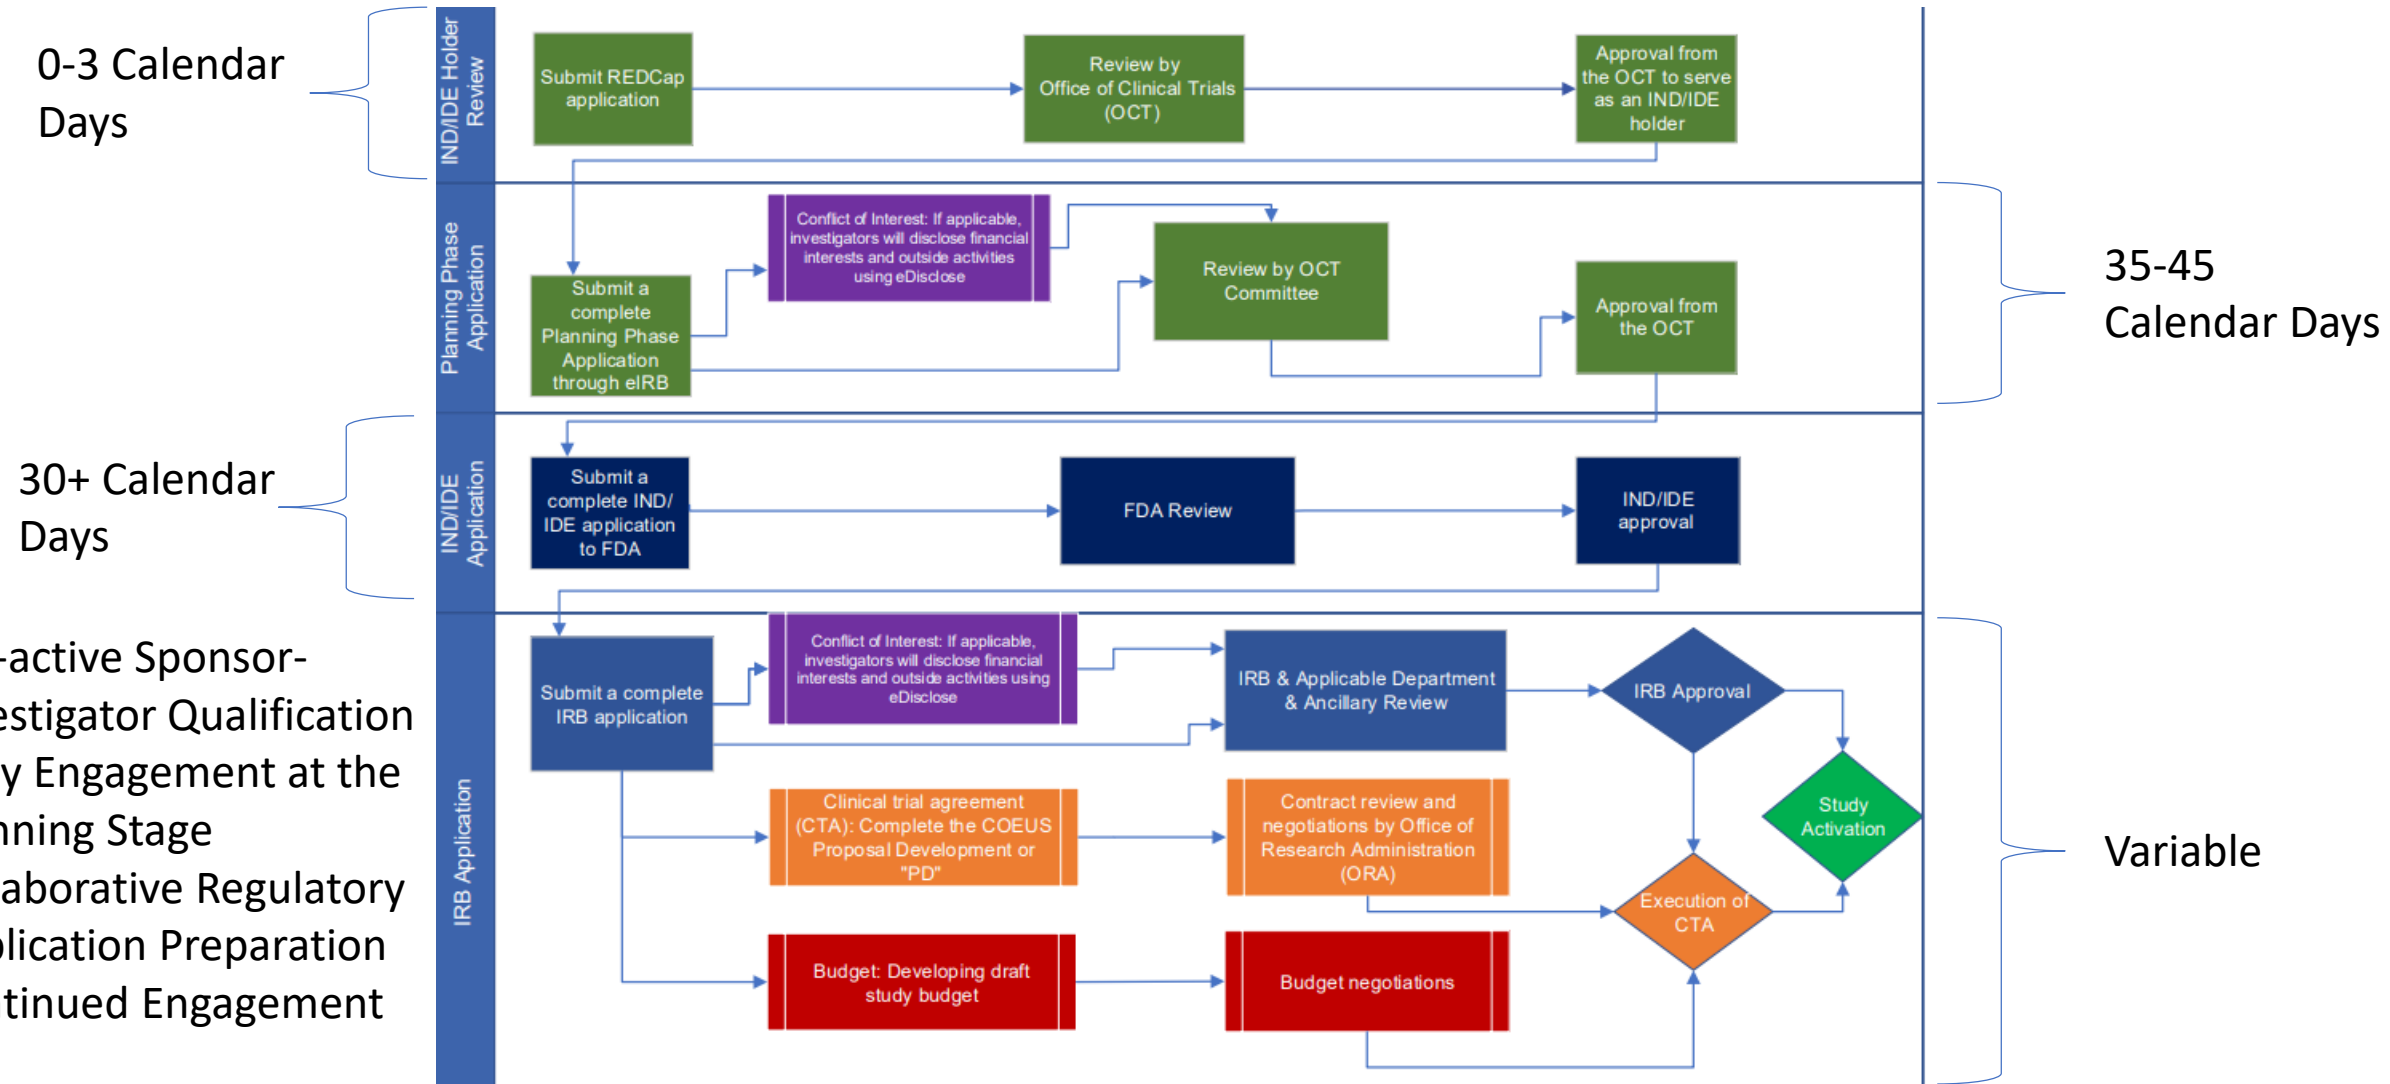 0-3 Calendar
Days
IND/IDE Holder
Review
Submit REDCap
application
Review by
Office of Clinical Trials
(OCT)
Approval from
the OCT to serve
as an IND/IDE
holder
Planning Phase
Application
Submit a
complete
Planning Phase
Application
through eIRB
Conflict of Interest: If applicable,
investigators will disclose financial
interests and outside activities
using eDisclose
Review by OCT
Committee
Approval from
the OCT
35-45
Calendar Days
30+ Calendar
Days
IND/IDE
Application
Submit a
complete IND/
IDE application
to FDA
FDA Review
IND/IDE
approval
-active Sponsor-
estigator Qualification
y Engagement at the
nning Stage
laborative Regulatory
plication Preparation
ntinued Engagement
IRB Application
Submit a complete
IRB application
Conflict of Interest: If applicable,
investigators will disclose financial
interests and outside activities using
eDisclose
IRB & Applicable Department
& Ancillary Review
IRB Approval
Clinical trial agreement
(CTA): Complete the COEUS
Proposal Development or
"PD"
Contract review and
negotiations by Office of
Research Administration
(ORA)
Study
Activation
Execution of
CTA
Budget: Developing draft
study budget
Budget negotiations
Variable